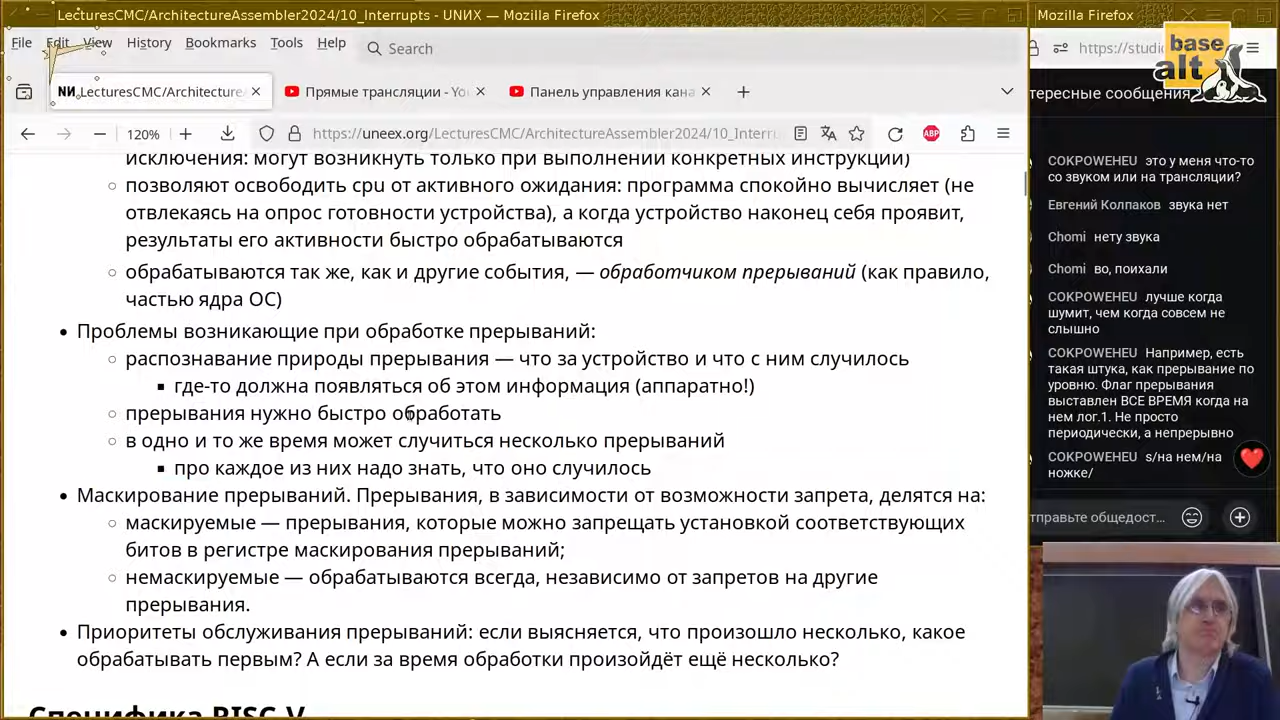 LecturesCMC/ArchitectureAssembler2024/10_Interrupts - UNИX — Mozilla Firefox
File Edit View History Bookmarks Tools Help
Search
NИ LecturesCMC/Architecture
Прямые трансляции - Yo
Панель управления кана
120%
https://uneex.org/LecturesCMC/ArchitectureAssembler2024/10_Interru
ABP
исключения: могут возникнуть только при выполнении конкретных инструкций)
позволяют освободить cpu от активного ожидания: программа спокойно вычисляет (не
отвлекаясь на опрос готовности устройства), а когда устройство наконец себя проявит,
результаты его активности быстро обрабатываются
обрабатываются так же, как и другие события, — обработчиком прерываний (как правило,
частью ядра ОС)
Проблемы возникающие при обработке прерываний:
распознавание природы прерывания — что за устройство и что с ним случилось
где-то должна появляться об этом информация (аппаратно!)
прерывания нужно быстро обработать
в одно и то же время может случиться несколько прерываний
про каждое из них надо знать, что оно случилось
Маскирование прерываний. Прерывания, в зависимости от возможности запрета, делятся на:
маскируемые — прерывания, которые можно запрещать установкой соответствующих
битов в регистре маскирования прерываний;
немаскируемые — обрабатываются всегда, независимо от запретов на другие
прерывания.
Приоритеты обслуживания прерываний: если выясняется, что произошло несколько, какое
обрабатывать первым? А если за время обработки произойдёт ещё несколько?
Специфика RISC-V
Mozilla Firefox
https://studi
base
alt
тересные сообщения
COKPOWEHEU это у меня что-то
со звуком или на трансляции?
Евгений Колпаков звука нет
Chomi нету звука
Chomi во, поихали
COKPOWEHEU лучше когда
шумит, чем когда совсем не
слышно
COKPOWEHEU Например, есть
такая штука, как прерывание по
уровню. Флаг прерывания
выставлен ВСЕ ВРЕМЯ когда на
нем лог.1. Не просто
периодически, а непрерывно
COKPOWEHEU s/на нем/на
ножке/
тправьте общедост...